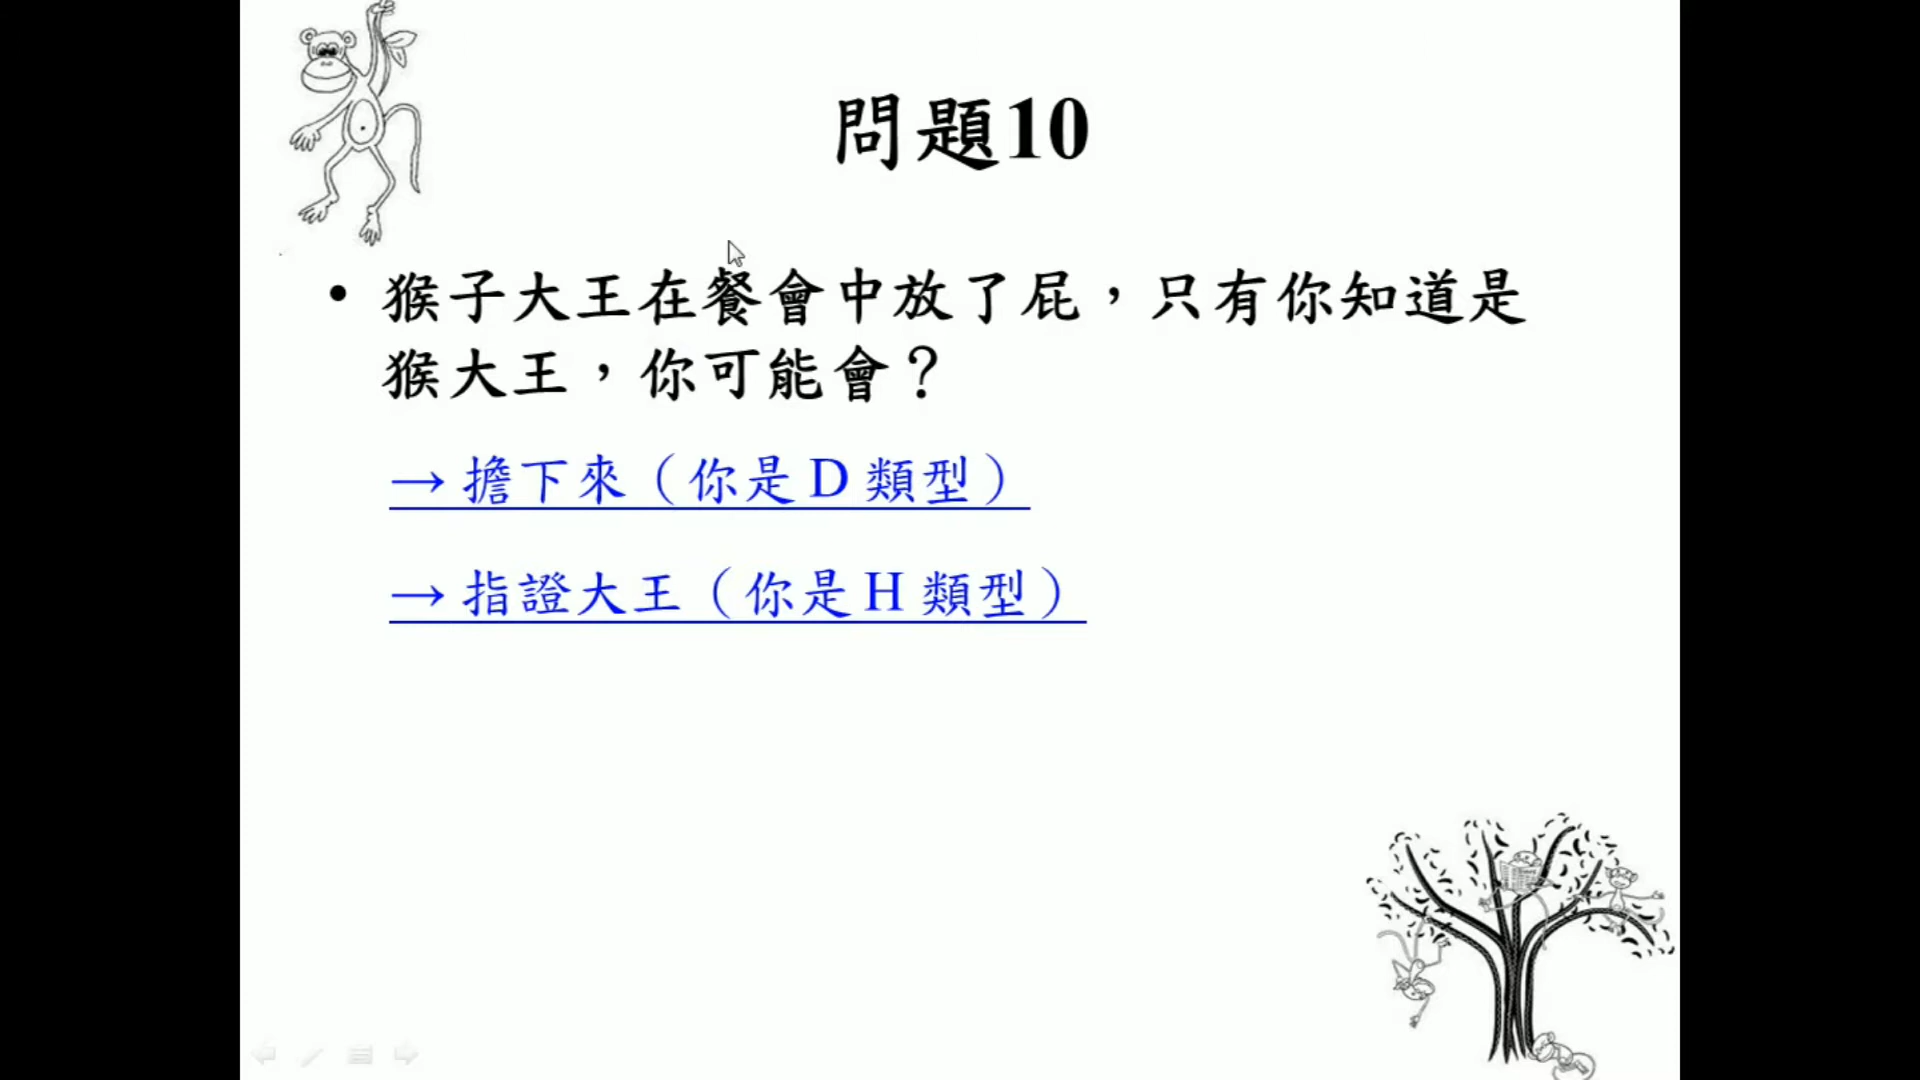 問題10
• 猴子大王在餐會中放了屁，只有你知道是
猴大王，你可能會？
→ 擔下來（你是 D 類型）
→ 指證大王（你是 H 類型）